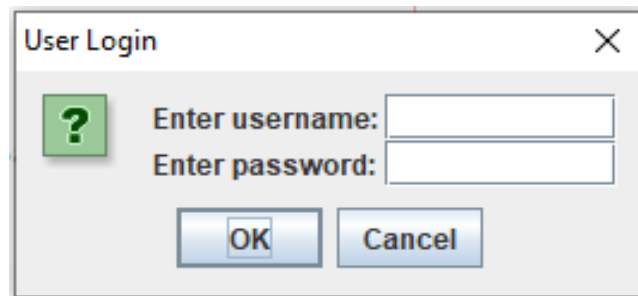 User Login
?
Enter username:
Enter password:
OK Cancel